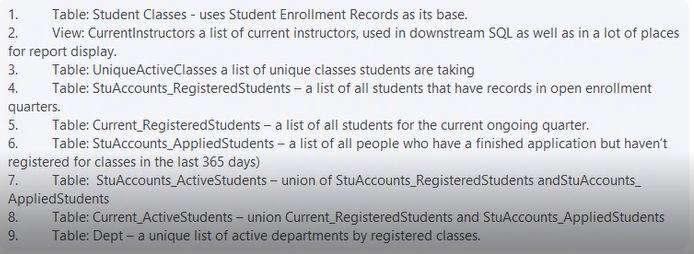 1. Table: Student Classes - uses Student Enrollment Records as its base.
2. View: CurrentInstructors a list of current instructors, used in downstream SQL as well as in a lot of places
for report display.
3. Table: UniqueActiveClasses a list of unique classes students are taking
4. Table: StuAccounts_RegisteredStudents – a list of all students that have records in open enrollment
quarters.
5. Table: Current_RegisteredStudents – a list of all students for the current ongoing quarter.
6. Table: StuAccounts_AppliedStudents – a list of all people who have a finished application but haven't
registered for classes in the last 365 days)
7. Table: StuAccounts_ActiveStudents – union of StuAccounts_RegisteredStudents andStuAccounts_
AppliedStudents
8. Table: Current_ActiveStudents – union Current_RegisteredStudents and StuAccounts_AppliedStudents
9. Table: Dept – a unique list of active departments by registered classes.